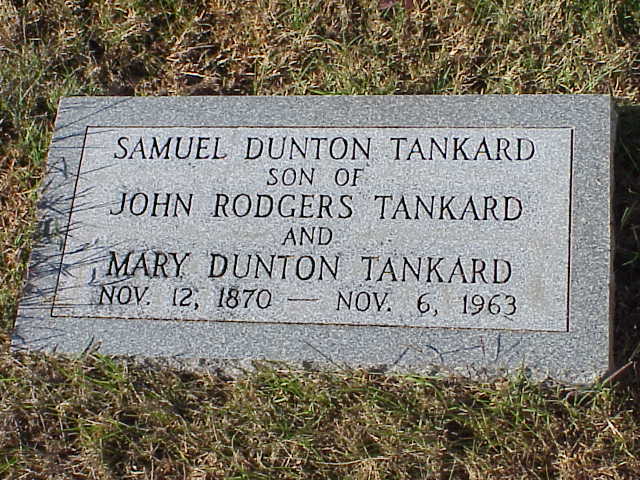 SAMUEL DUNTON TANKARD
SON OF
JOHN RODGERS TANKARD
AND
MARY DUNTON TANKARD
NOV. 12, 1870 — NOV. 6, 1963